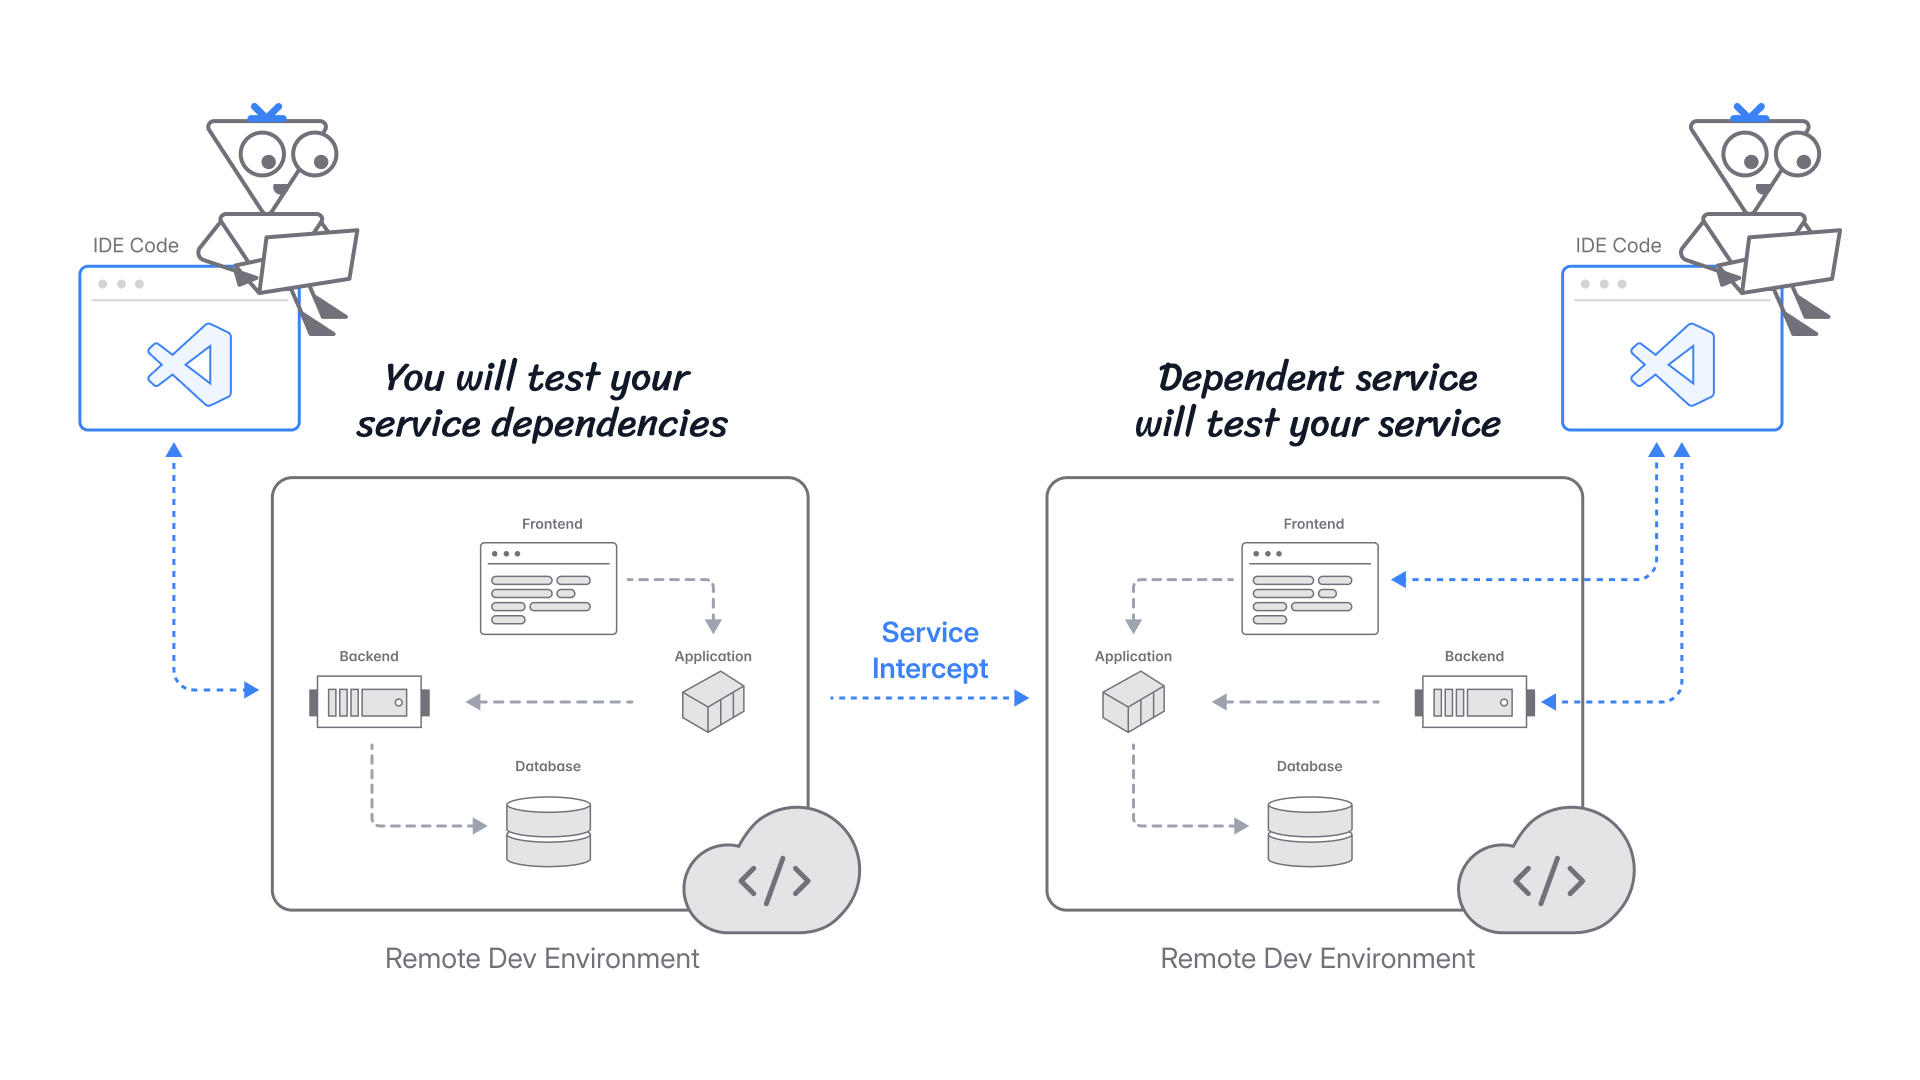 IDE Code
You will test your
service dependencies
Frontend
Backend
Application
Database
</>
Remote Dev Environment
Service
Intercept
IDE Code
Dependent service
will test your service
Frontend
Application
Backend
Database
</>
Remote Dev Environment